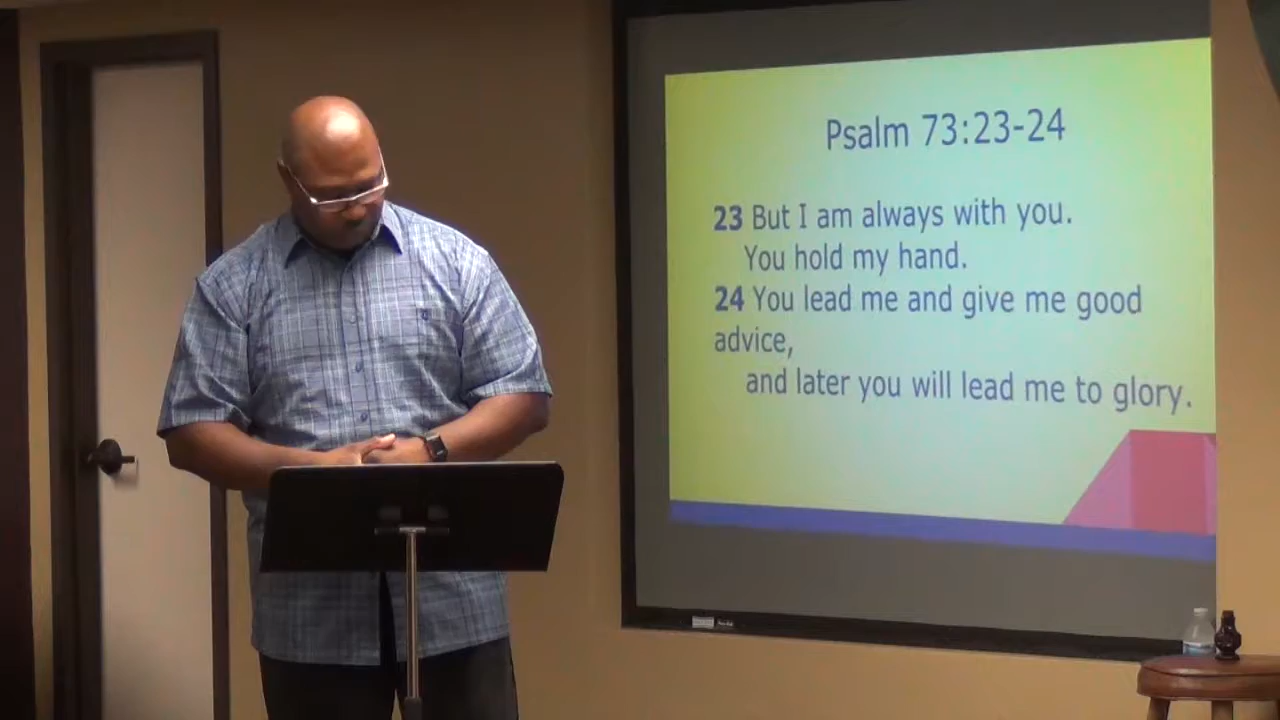 Psalm 73:23-24
23 But I am always with you.
You hold my hand.
24 You lead me and give me good
advice,
and later you will lead me to glory.